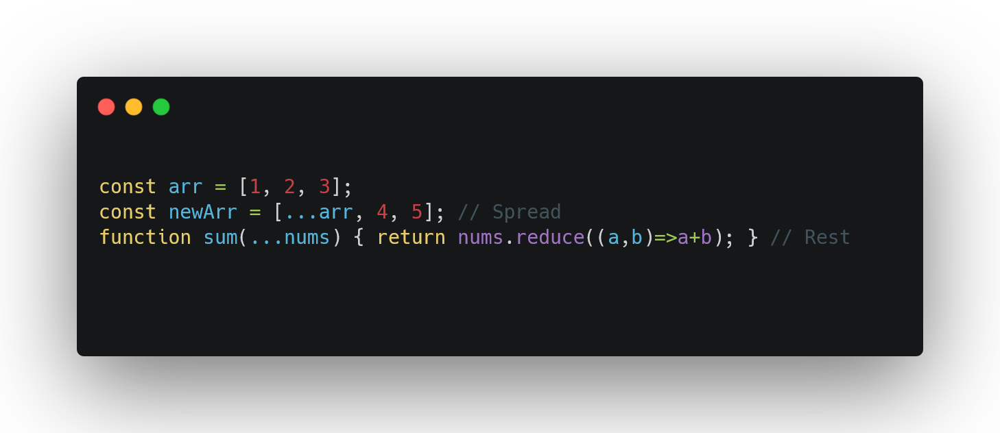 const arr = [1, 2, 3];
const newArr = [...arr, 4, 5]; // Spread
function sum(...nums) { return nums.reduce((a,b)=>a+b); } // Rest